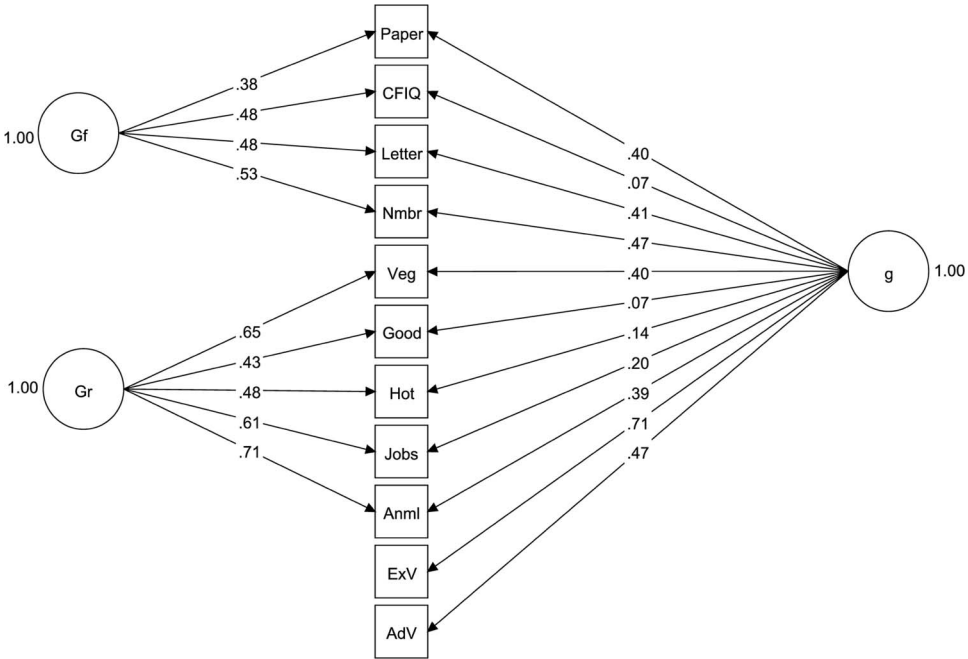 Paper
.38
CFIQ
.48
1.00
Gf
.48
Letter
.40
.53
.07
Nmbr
.41
.47
Veg
.40
g
1.00
.07
.65
Good
.14
.43
1.00
Gr
.48
Hot
.20
.39
.61
.71
Jobs
.71
.47
Anml
ExV
AdV